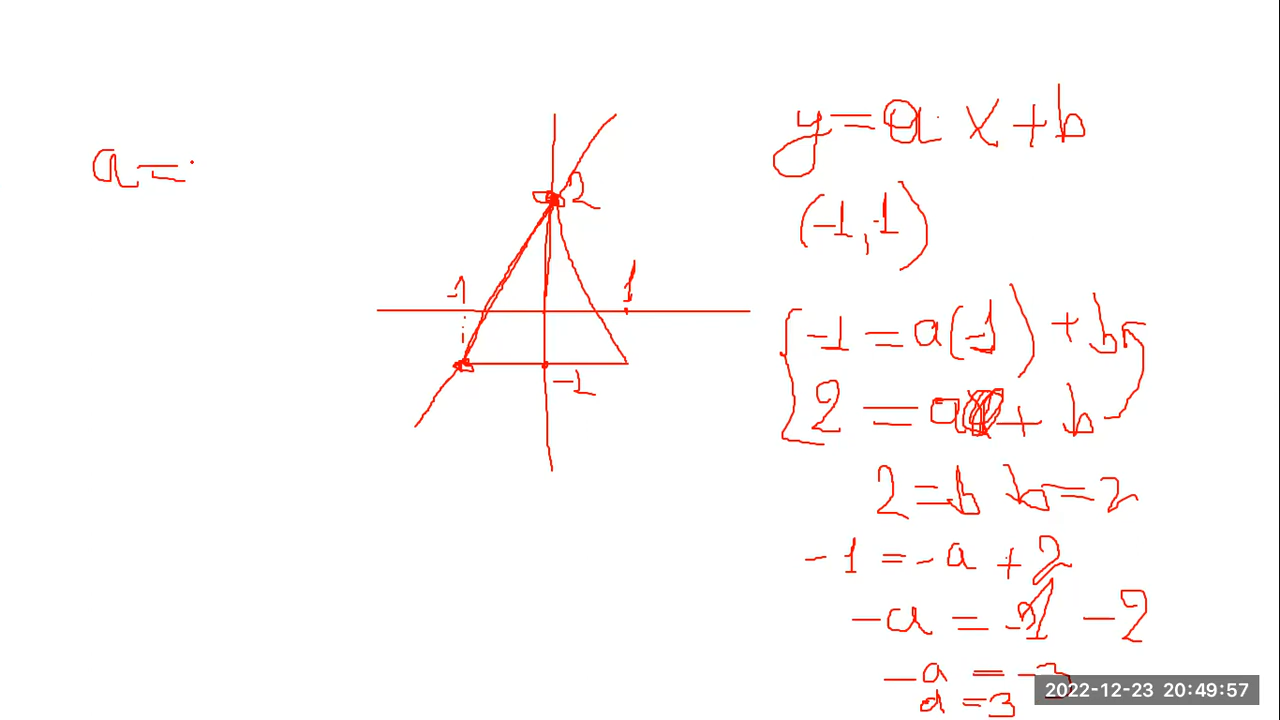 a=
2
-1
1
-1
y=ax+b
(-1,-1)
-1=a(-1)+b
2=a0+b
2=b b=2
-1=-a+2
-a=-1-2
-a=-3
a=3
2022-12-23 20:49:57